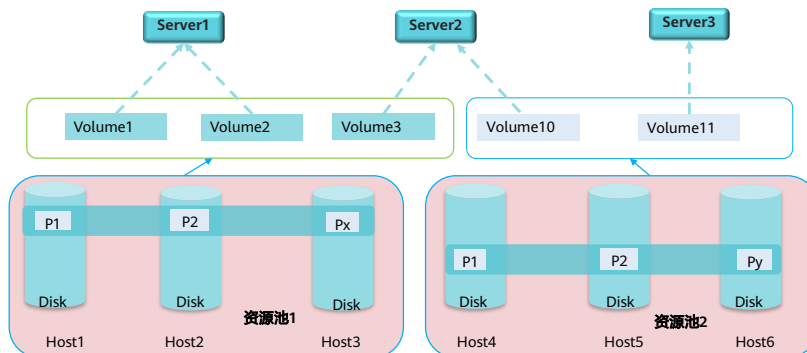 Server1
Server2
Server3
Volume1
Volume2
Volume3
Volume10
Volume11
P1
P2
Px
P1
P2
Py
Disk
Disk
Disk
Disk
Disk
Disk
资源池1
资源池2
Host1
Host2
Host3
Host4
Host5
Host6